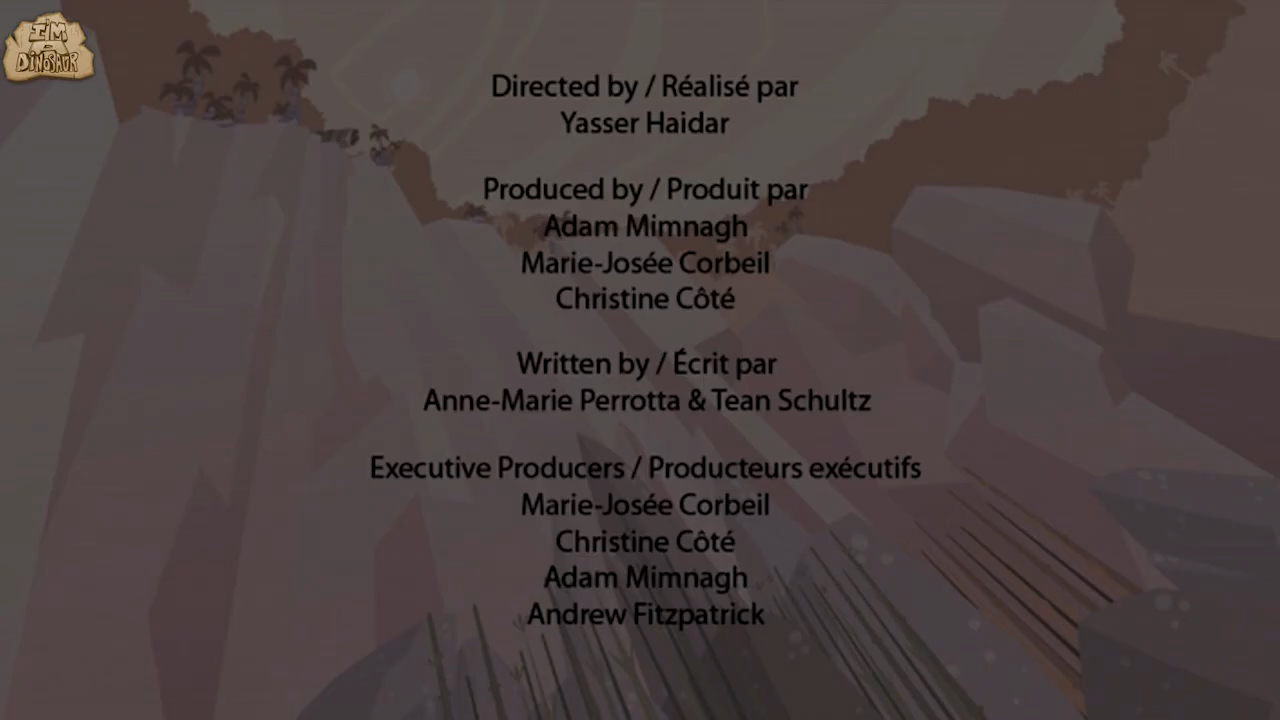 I'M
A
DINOSAUR
Directed by / Réalisé par
Yasser Haidar
Produced by / Produit par
Adam Mimnagh
Marie-Josée Corbeil
Christine Côté
Written by / Écrit par
Anne-Marie Perrotta & Tean Schultz
Executive Producers / Producteurs exécutifs
Marie-Josée Corbeil
Christine Côté
Adam Mimnagh
Andrew Fitzpatrick